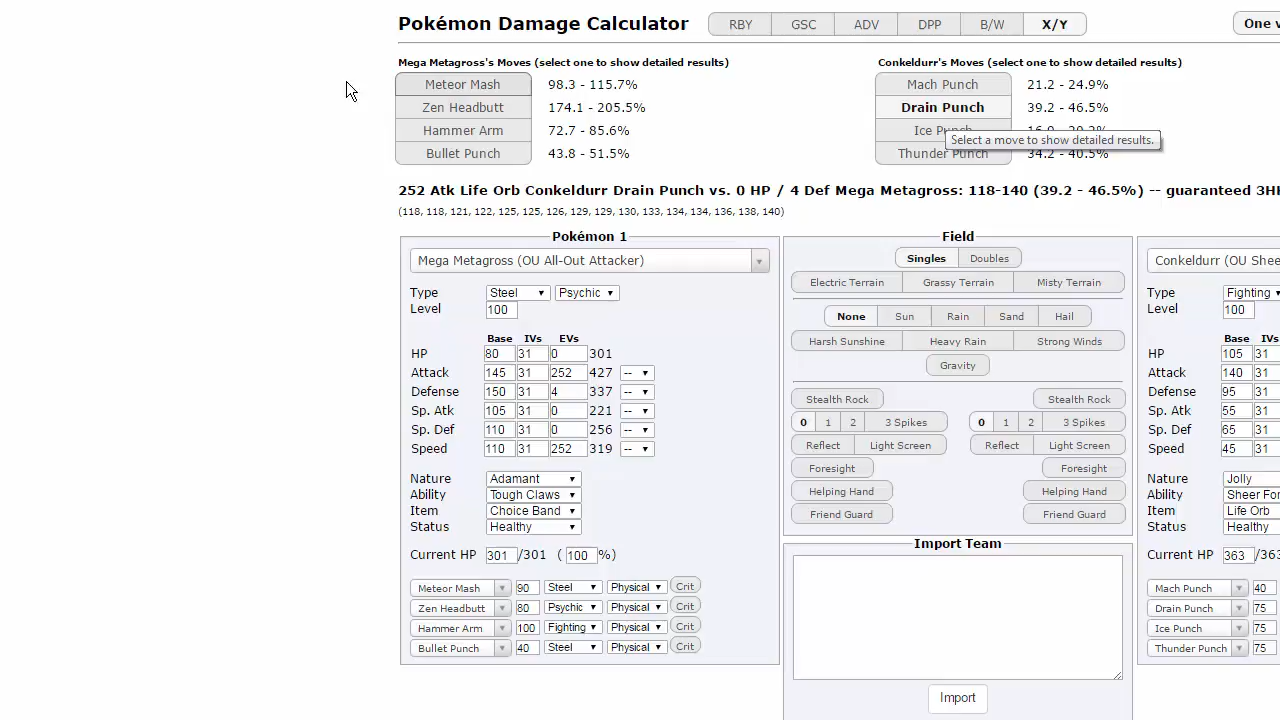 Pokémon Damage Calculator RBY GSC ADV DPP B/W X/Y One v
Mega Metagross's Moves (select one to show detailed results)
Meteor Mash 98.3 - 115.7%
Zen Headbutt 174.1 - 205.5%
Hammer Arm 72.7 - 85.6%
Bullet Punch 43.8 - 51.5%
Conkeldurr's Moves (select one to show detailed results)
Mach Punch 21.2 - 24.9%
Drain Punch 39.2 - 46.5%
Ice Punch
Select a move to show detailed results.
Thunder Punch 34.2 - 40.5%
252 Atk Life Orb Conkeldurr Drain Punch vs. 0 HP / 4 Def Mega Metagross: 118-140 (39.2 - 46.5%) -- guaranteed 3H
(118, 118, 121, 122, 125, 125, 126, 129, 129, 130, 133, 134, 134, 136, 138, 140)
Pokémon 1
Mega Metagross (OU All-Out Attacker)
Type Steel Psychic
Level 100
Base IVs EVs
HP 80 31 0 301
Attack 145 31 252 427 --
Defense 150 31 4 337 --
Sp. Atk 105 31 0 221 --
Sp. Def 110 31 0 256 --
Speed 110 31 252 319 --
Nature Adamant
Ability Tough Claws
Item Choice Band
Status Healthy
Current HP 301 /301 ( 100 %)
Meteor Mash 90 Steel Physical Crit
Zen Headbutt 80 Psychic Physical Crit
Hammer Arm 100 Fighting Physical Crit
Bullet Punch 40 Steel Physical Crit
Field
Singles Doubles
Electric Terrain Grassy Terrain Misty Terrain
None Sun Rain Sand Hail
Harsh Sunshine Heavy Rain Strong Winds
Gravity
Stealth Rock Stealth Rock
0 1 2 3 Spikes 0 1 2 3 Spikes
Reflect Light Screen Reflect Light Screen
Foresight Foresight
Helping Hand Helping Hand
Friend Guard Friend Guard
Import Team
Import
Conkeldurr (OU Shee
Type Fighting
Level 100
Base IVs
HP 105 31
Attack 140 31
Defense 95 31
Sp. Atk 55 31
Sp. Def 65 31
Speed 45 31
Nature Jolly
Ability Sheer For
Item Life Orb
Status Healthy
Current HP 363 /363
Mach Punch 40
Drain Punch 75
Ice Punch 75
Thunder Punch 75